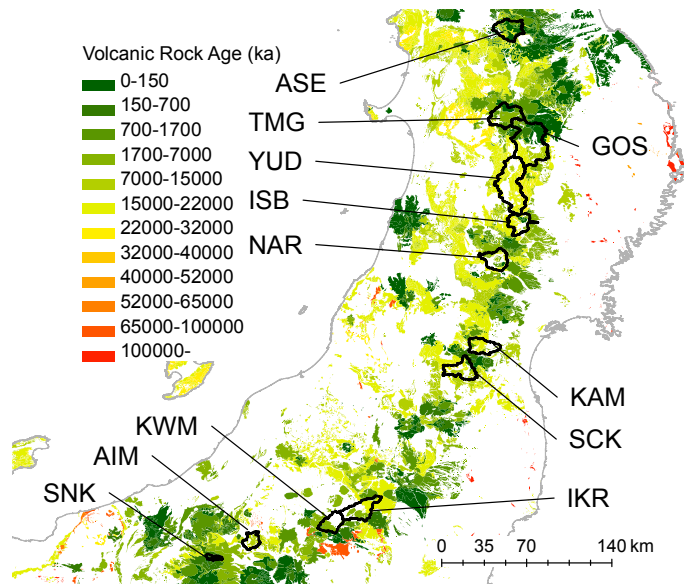 Volcanic Rock Age (ka)
0-150
150-700
700-1700
1700-7000
7000-15000
15000-22000
22000-32000
32000-40000
40000-52000
52000-65000
65000-100000
100000-
ASE
TMG
GOS
YUD
ISB
NAR
KAM
SCK
KWM
AIM
SNK
IKR
0 35 70 140 km